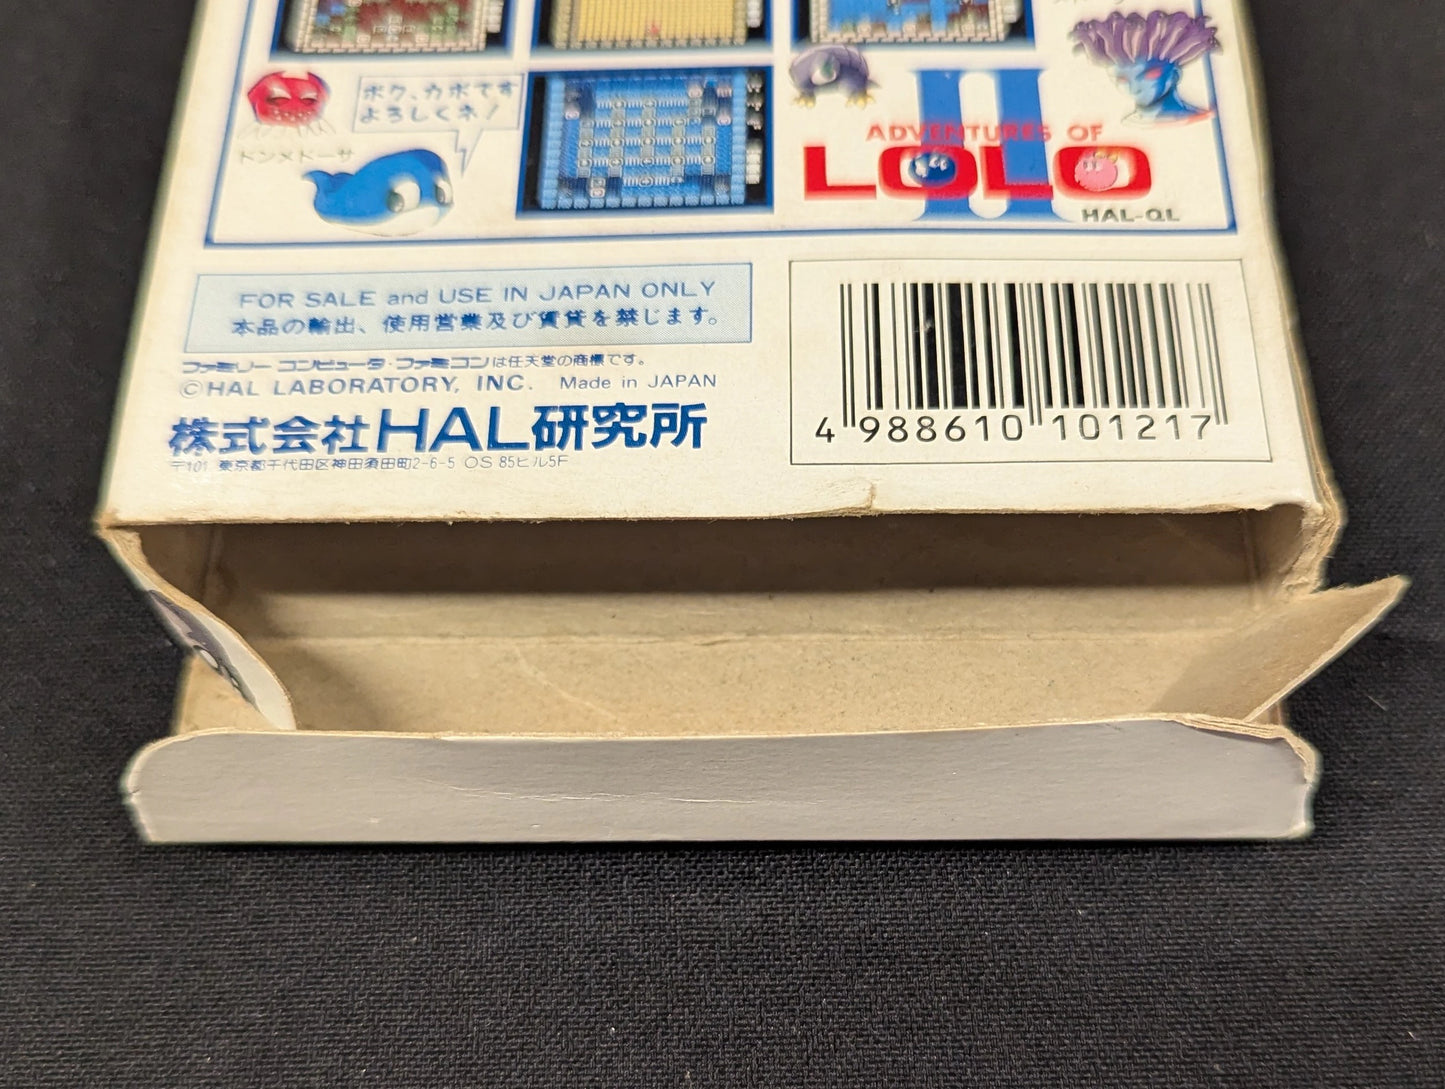 ボク、カボです
よろしくネ!
ドンメドーサ
II
ADVENTURES OF
LOLO
HAL-QL
FOR SALE and USE IN JAPAN ONLY
本品の輸出、使用営業及び賃貸を禁じます。
ファミリーコンピュータ・ファミコンは任天堂の商標です。
©HAL LABORATORY, INC. Made in JAPAN
株式会社HAL研究所
〒101 東京都千代田区神田須田町2-6-5 OS 85ビル5F
4 988610 101217